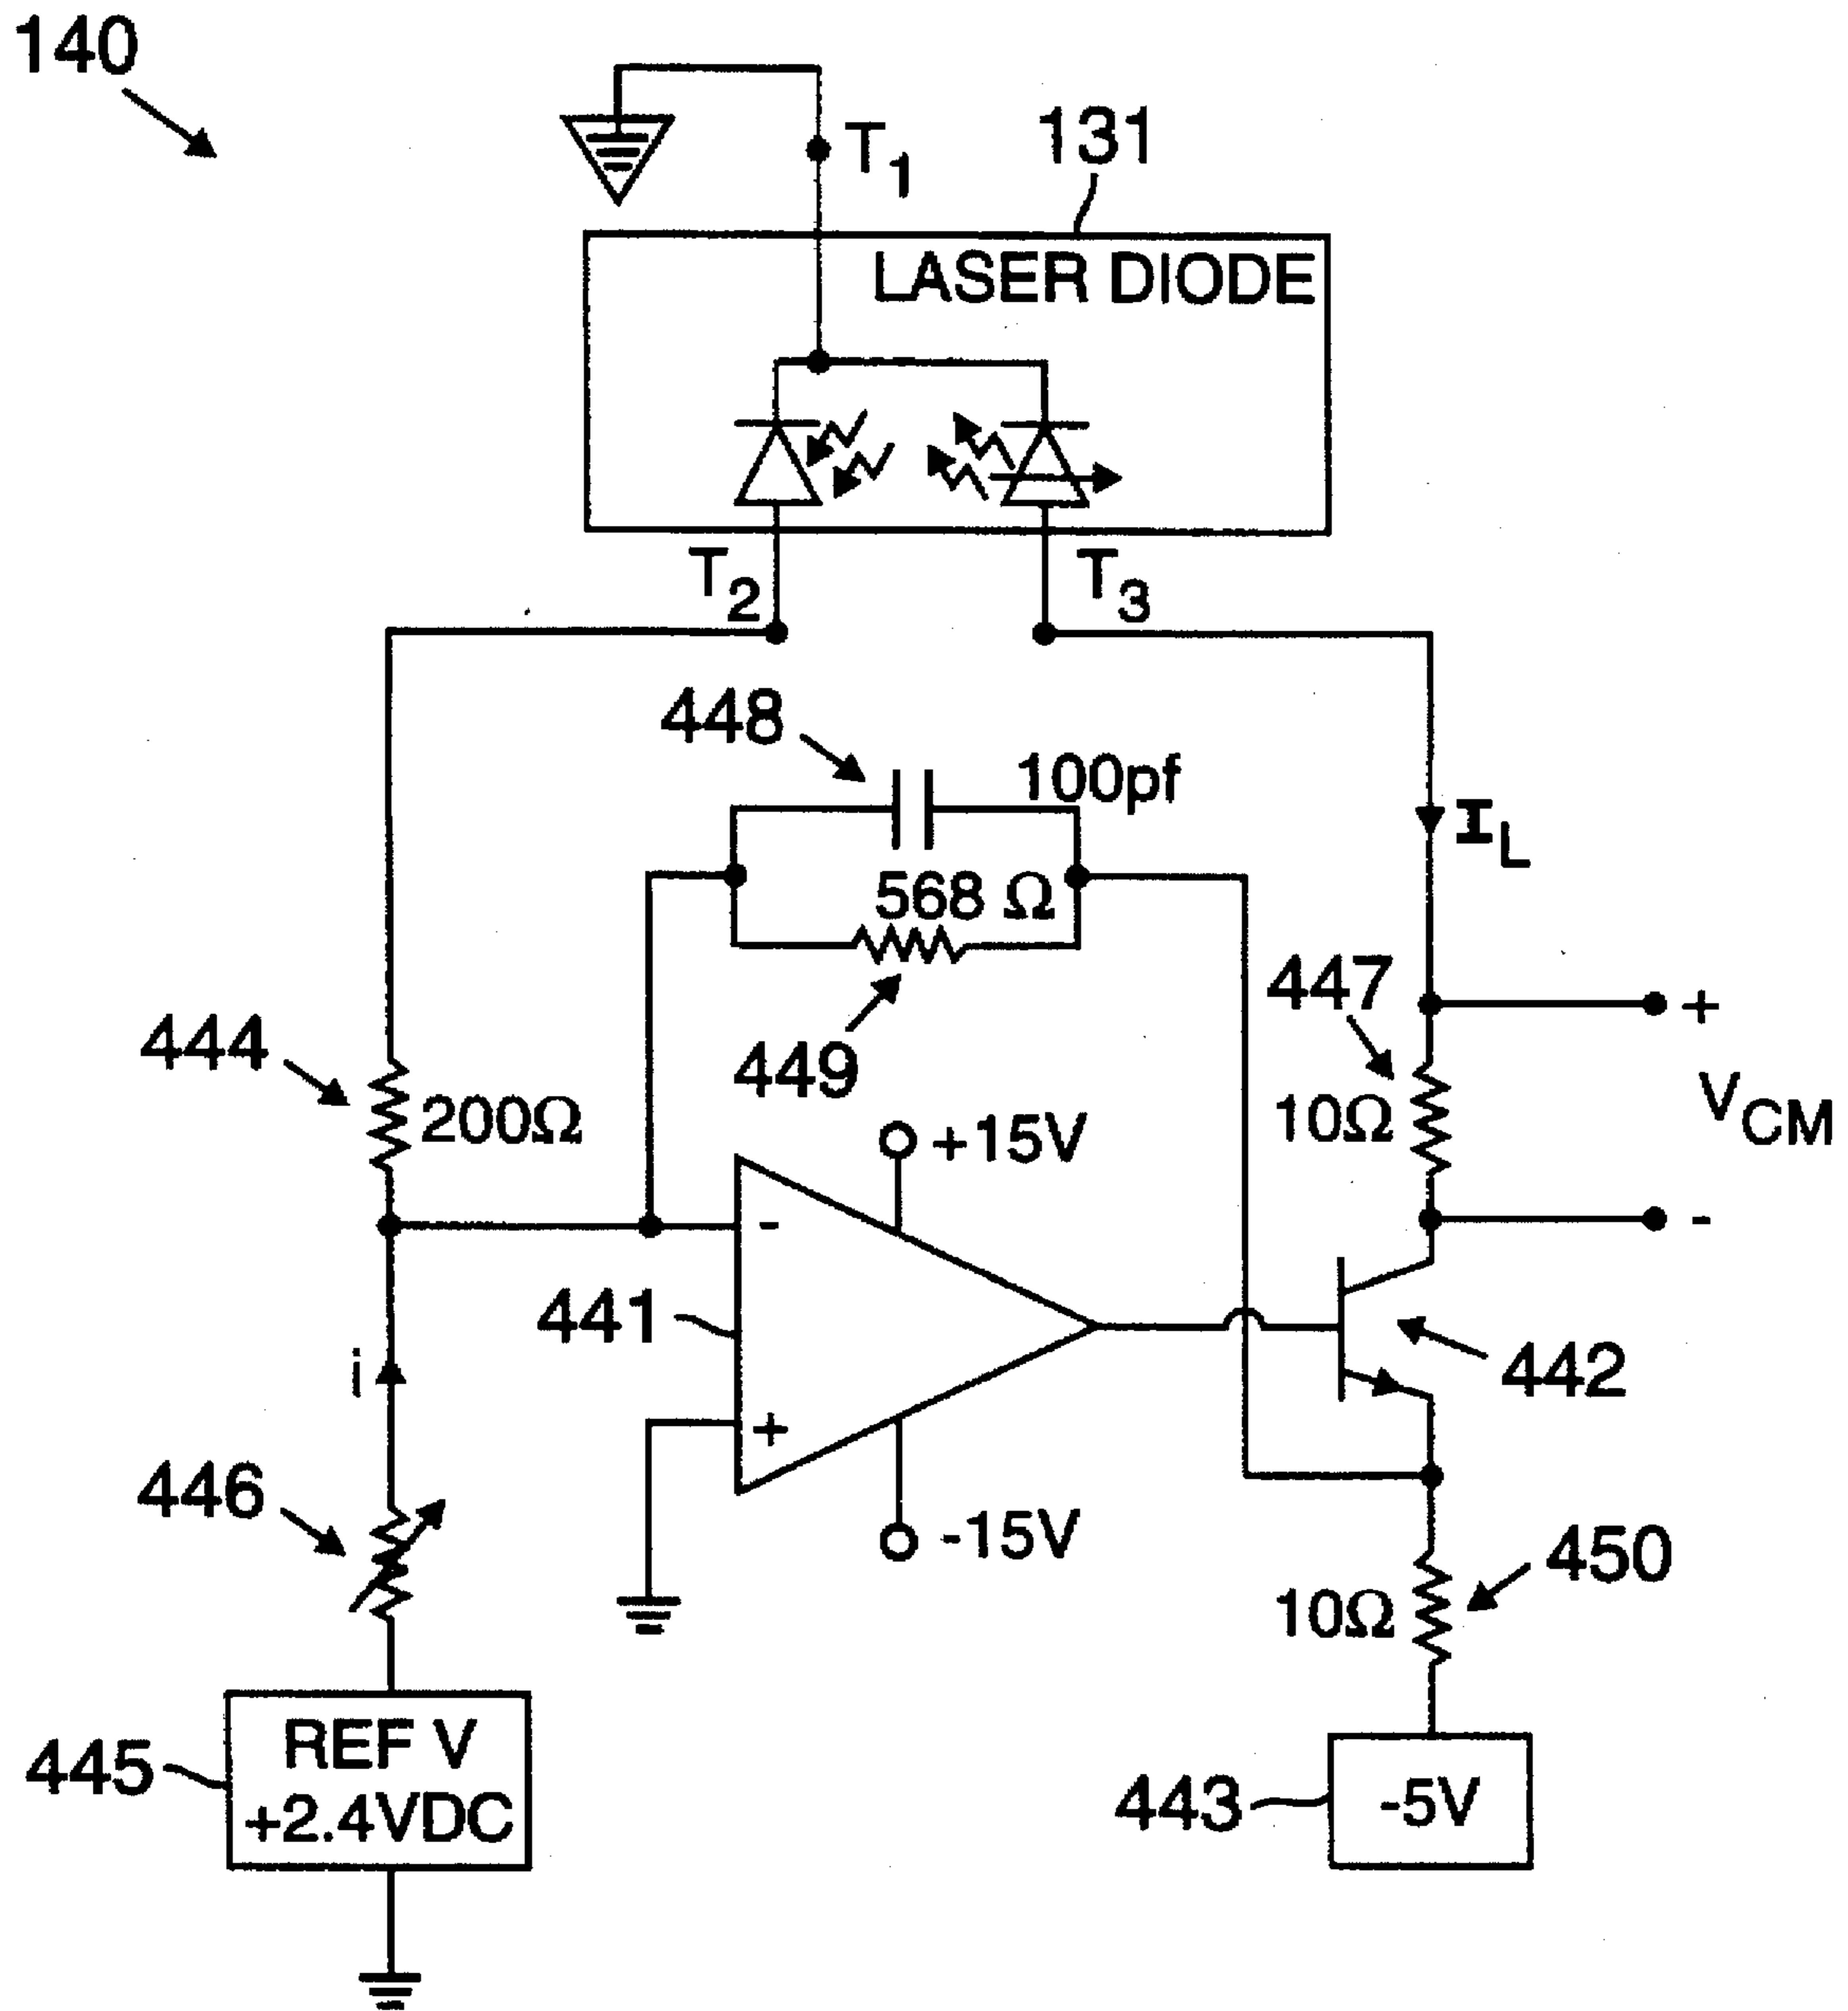 140
T1
131
LASER DIODE
T2
T3
448
100pf
IL
568 Ω
449
447
444
200Ω
10Ω
+
VCM
-
+15V
-
441
+
442
i
446
-15V
450
10Ω
REF V
+2.4VDC
445
443
-5V